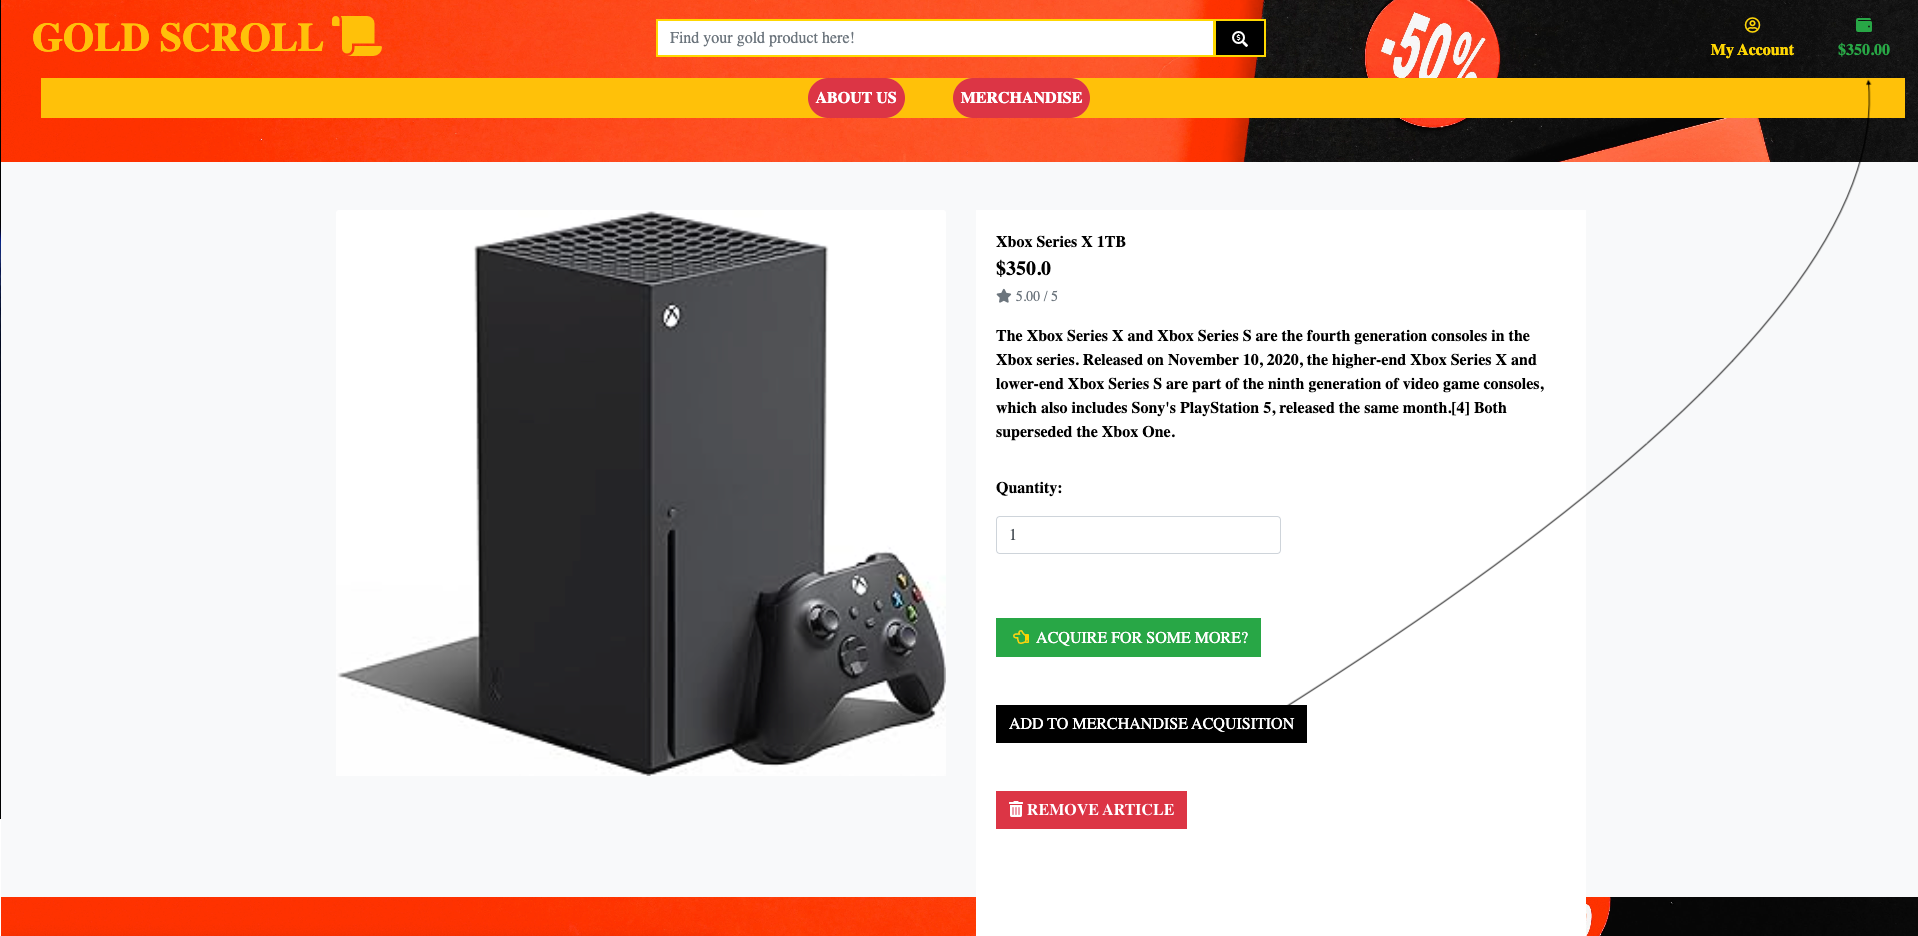 GOLD SCROLL
Find your gold product here!
-50%
My Account
$350.00
ABOUT US
MERCHANDISE
Xbox Series X 1TB
$350.0
5.00 / 5
The Xbox Series X and Xbox Series S are the fourth generation consoles in the
Xbox series. Released on November 10, 2020, the higher-end Xbox Series X and
lower-end Xbox Series S are part of the ninth generation of video game consoles,
which also includes Sony's PlayStation 5, released the same month.[4] Both
superseded the Xbox One.
Quantity:
1
ACQUIRE FOR SOME MORE?
ADD TO MERCHANDISE ACQUISITION
REMOVE ARTICLE